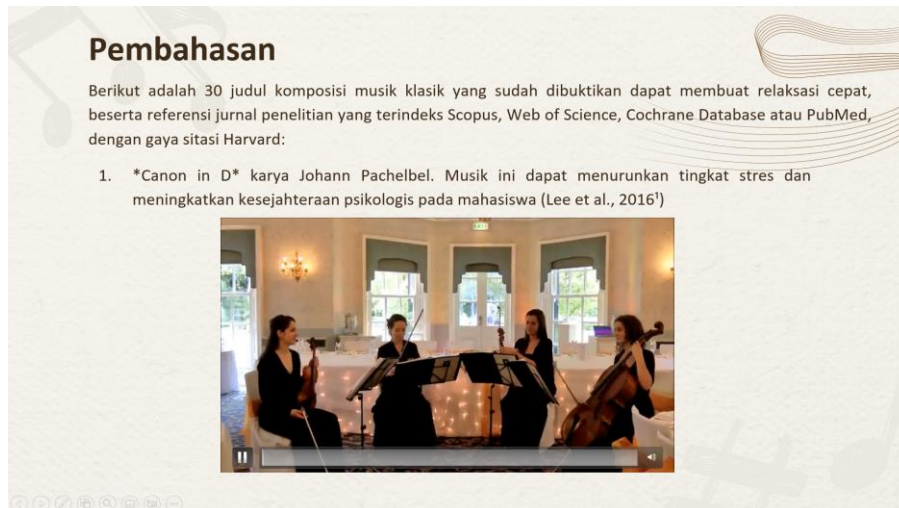 Pembahasan
Berikut adalah 30 judul komposisi musik klasik yang sudah dibuktikan dapat membuat relaksasi cepat,
beserta referensi jurnal penelitian yang terindeks Scopus, Web of Science, Cochrane Database atau PubMed,
dengan gaya sitasi Harvard:
1. *Canon in D* karya Johann Pachelbel. Musik ini dapat menurunkan tingkat stres dan
meningkatkan kesejahteraan psikologis pada mahasiswa (Lee et al., 2016¹)